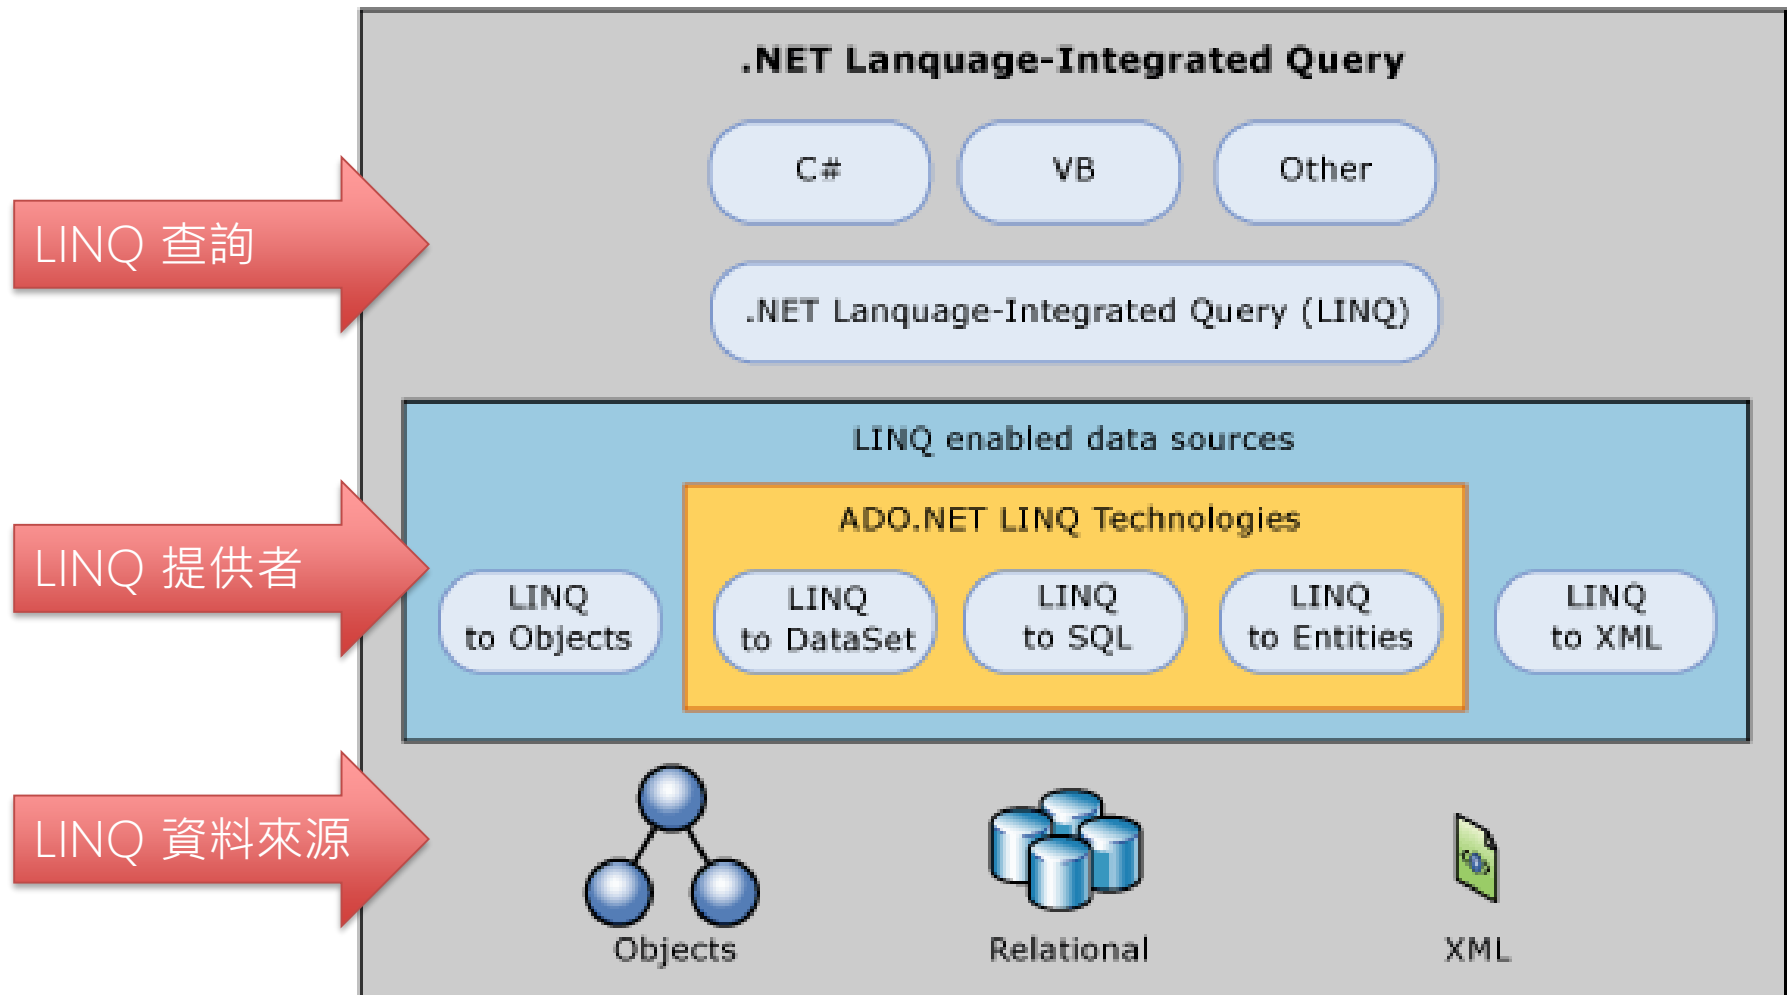 .NET Language-Integrated Query
C#
VB
Other
LINQ 查詢
.NET Language-Integrated Query (LINQ)
LINQ enabled data sources
ADO.NET LINQ Technologies
LINQ 提供者
LINQ
to Objects
LINQ
to DataSet
LINQ
to SQL
LINQ
to Entities
LINQ
to XML
LINQ 資料來源
Objects
Relational
XML